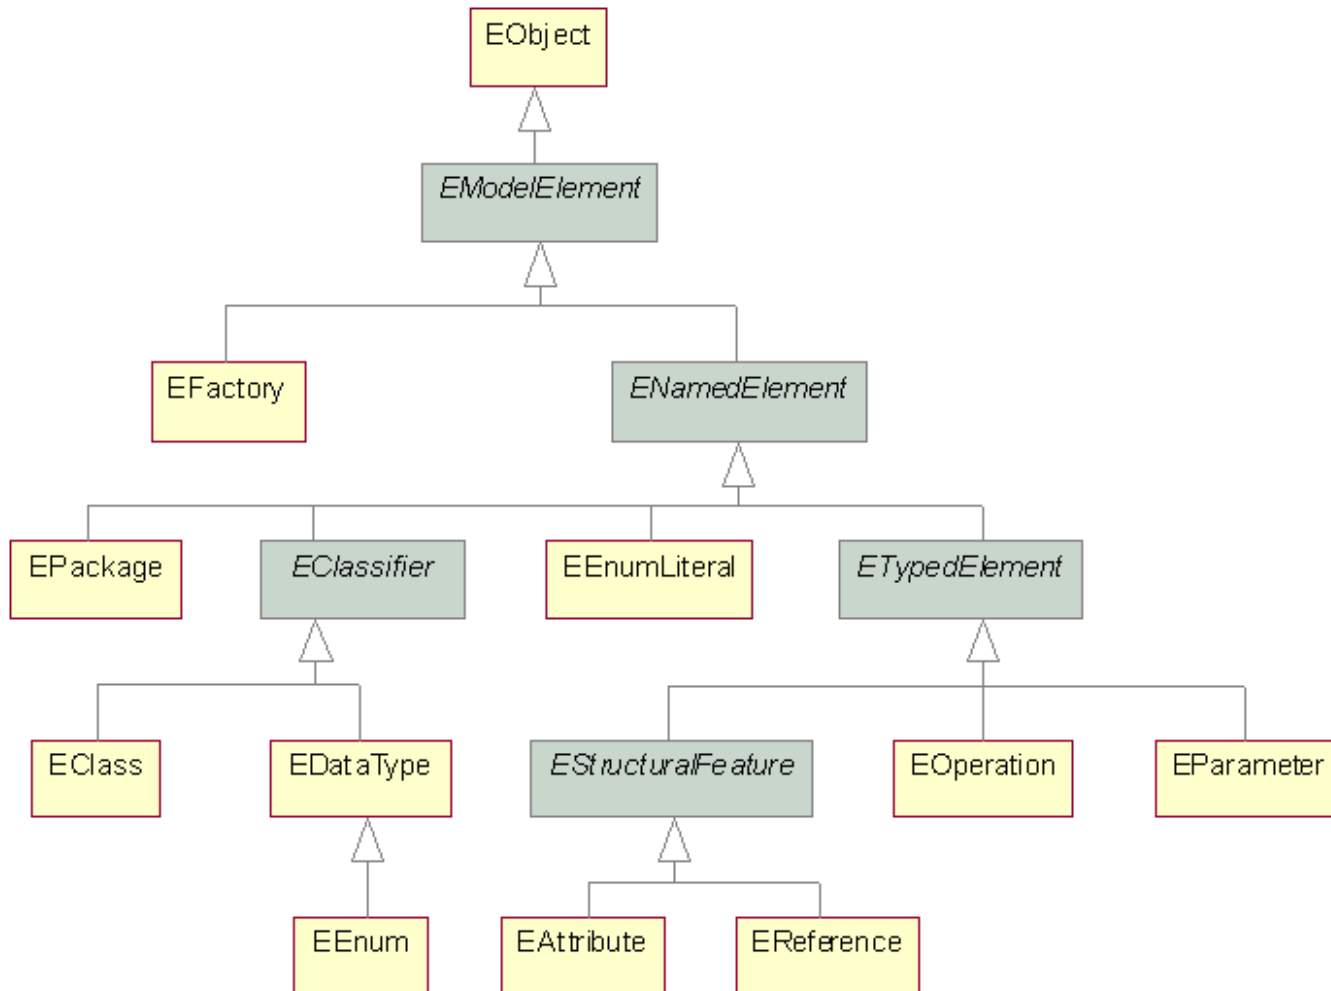 EObject
EModelElement
EFactory
ENamedElement
EPackage
EClassifier
EEnumLiteral
ETypedElement
EClass
EDataType
EStructuralFeature
EOperation
EParameter
EEnum
EAttribute
EReference